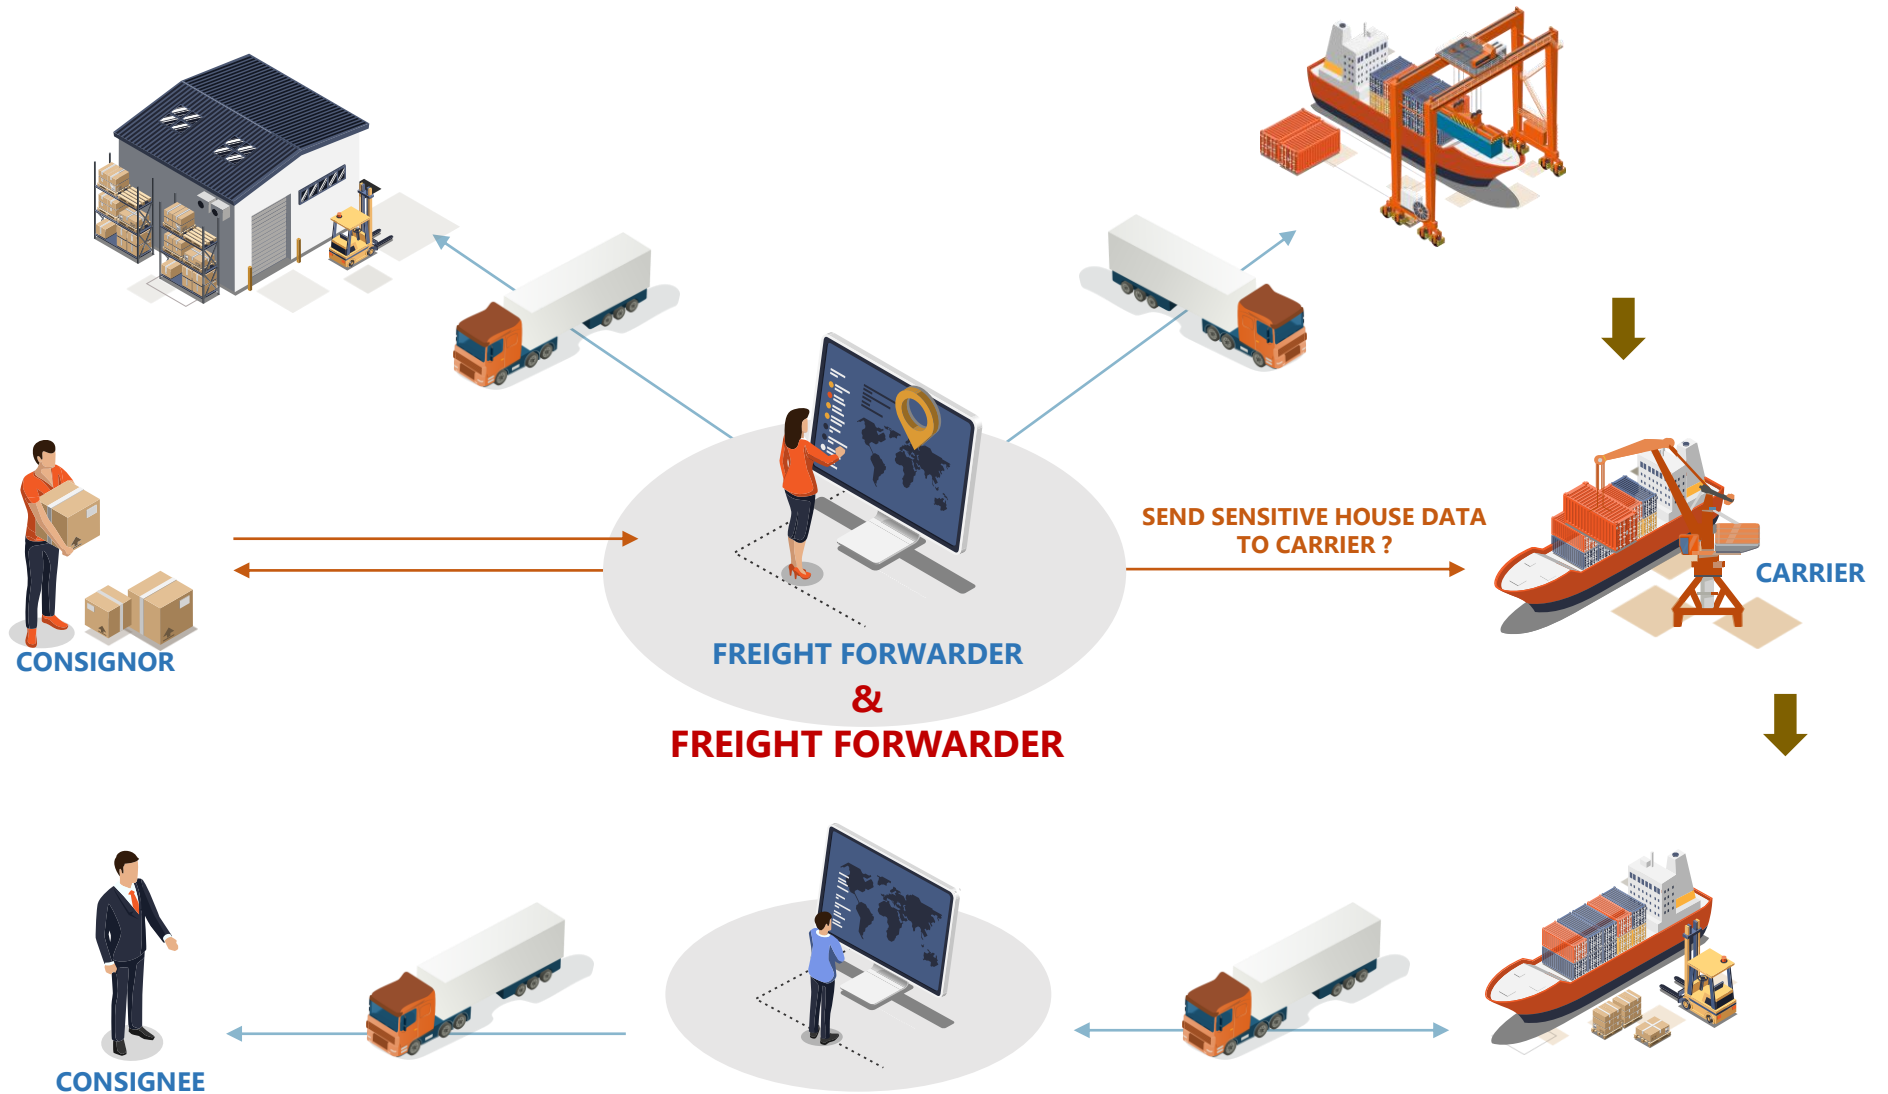 SEND SENSITIVE HOUSE DATA
TO CARRIER ?
CARRIER
CONSIGNOR
FREIGHT FORWARDER
&
FREIGHT FORWARDER
CONSIGNEE